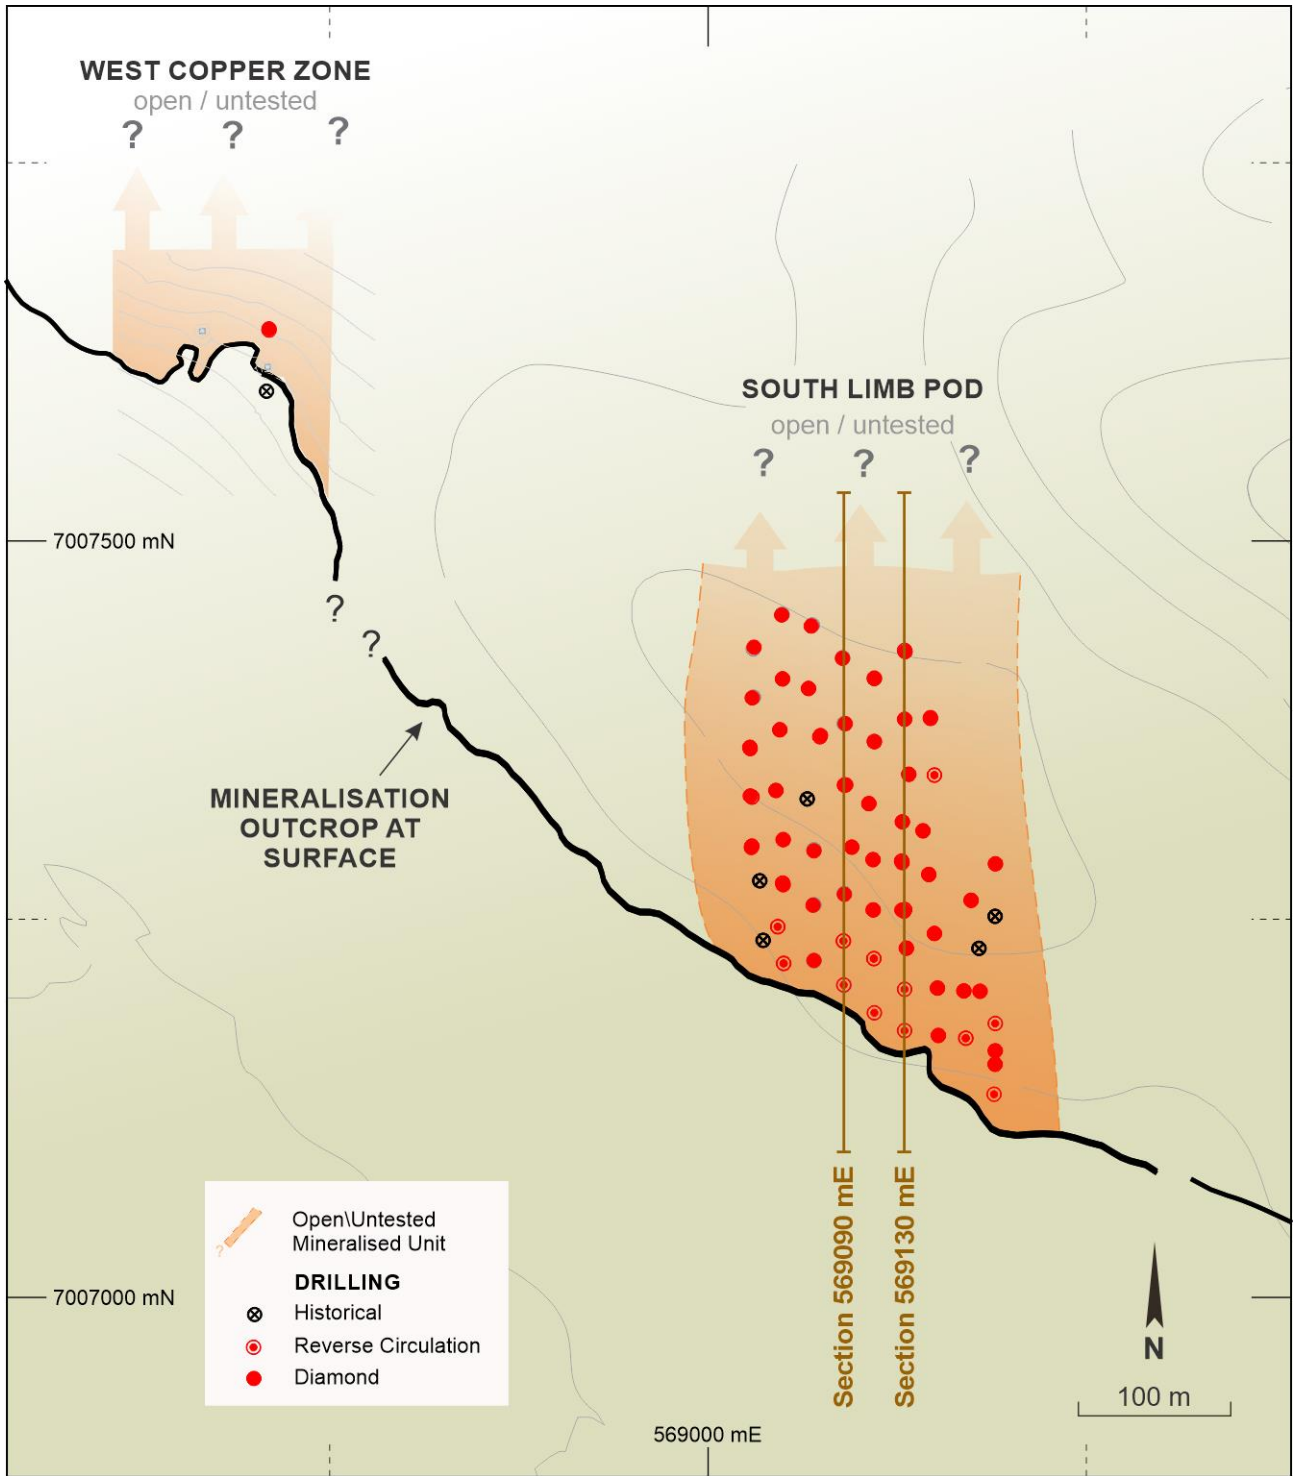 WEST COPPER ZONE
open / untested
? ? ?
SOUTH LIMB POD
open / untested
? ? ?
7007500 mN
?
?
MINERALISATION
OUTCROP AT
SURFACE
Section 569090 mE
Section 569130 mE
?
Open\Untested
Mineralised Unit
DRILLING
Historical
Reverse Circulation
Diamond
7007000 mN
N
100 m
569000 mE